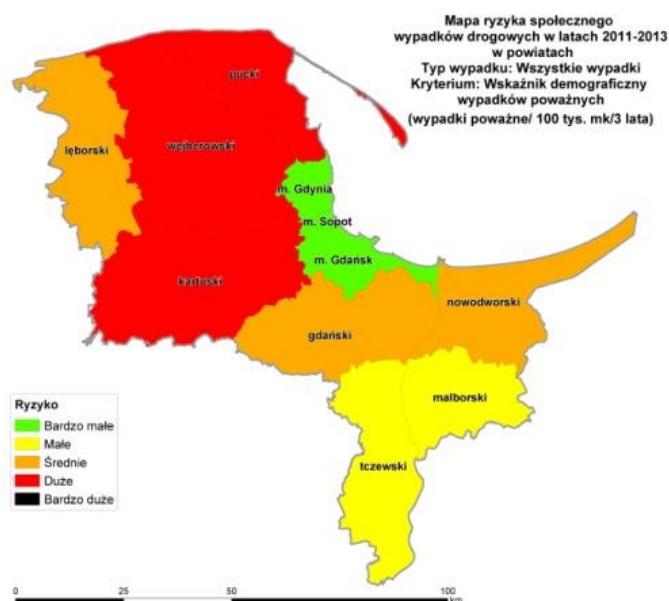 Mapa ryzyka społecznego
wypadków drogowych w latach 2011-2013
w powiatach
Typ wypadku: Wszystkie wypadki
Kryterium: Wskaźnik demograficzny
wypadków poważnych
(wypadki poważne/ 100 tys. mk/3 lata)
pucki
lęborski
wejherowski
m. Gdynia
m. Sopot
m. Gdańsk
kartuski
nowodworski
gdański
malborski
tczewski
Ryzyko
Bardzo małe
Małe
Średnie
Duże
Bardzo duże
0 25 50 100
km